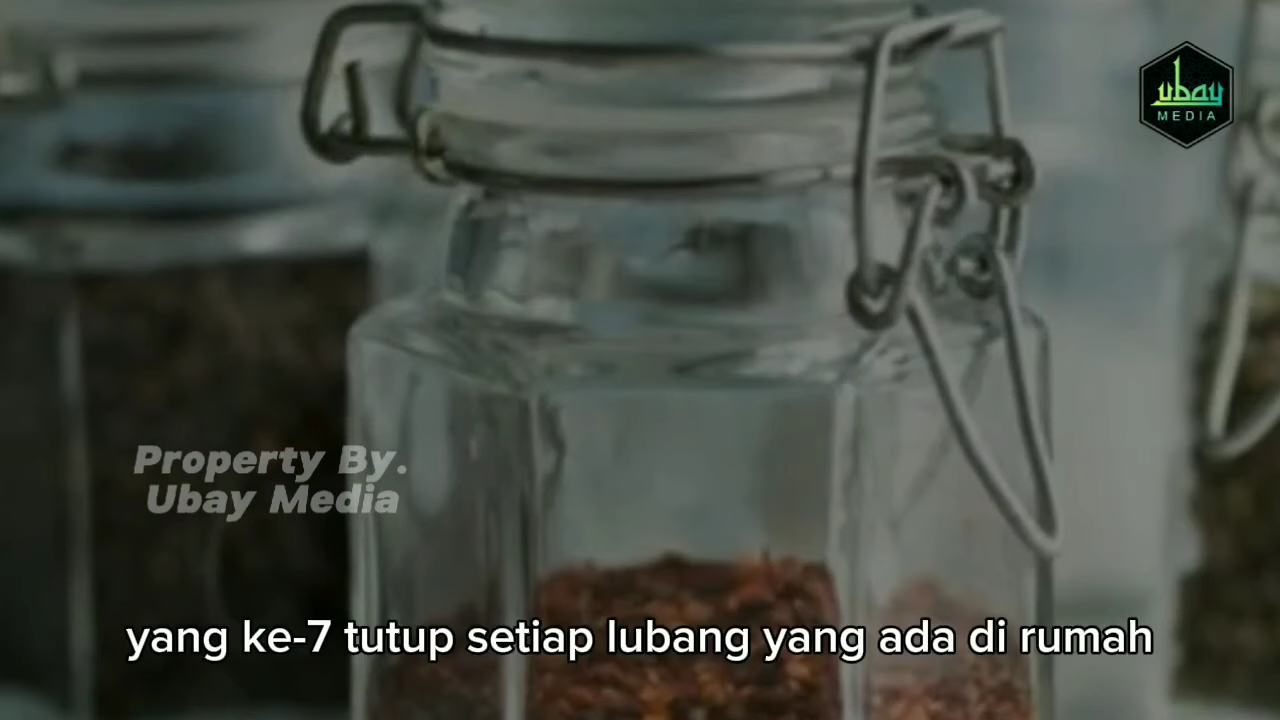 ubay
MEDIA
Property By.
Ubay Media
yang ke-7 tutup setiap lubang yang ada di rumah